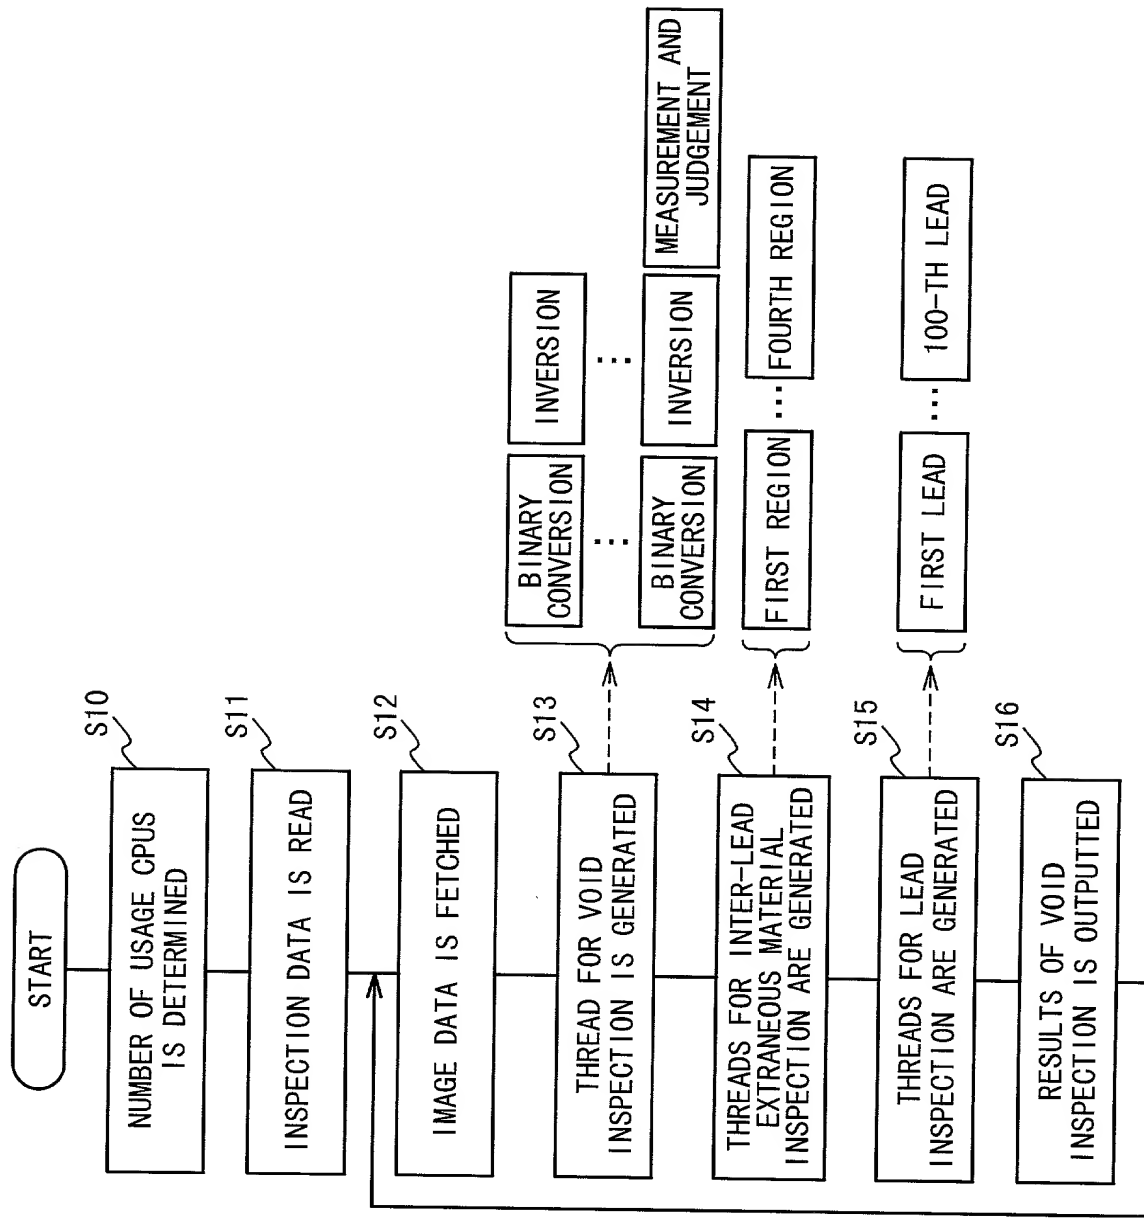 START
S10
NUMBER OF USAGE CPUS
IS DETERMINED
S11
INSPECTION DATA IS READ
S12
IMAGE DATA IS FETCHED
S13
THREAD FOR VOID
INSPECTION IS GENERATED
BINARY
CONVERSION
INVERSION
...
...
BINARY
CONVERSION
INVERSION
MEASUREMENT AND
JUDGEMENT
S14
THREADS FOR INTER-LEAD
EXTRANEOUS MATERIAL
INSPECTION ARE GENERATED
FIRST REGION
...
FOURTH REGION
S15
THREADS FOR LEAD
INSPECTION ARE GENERATED
FIRST LEAD
...
100-TH LEAD
S16
RESULTS OF VOID
INSPECTION IS OUTPUTTED